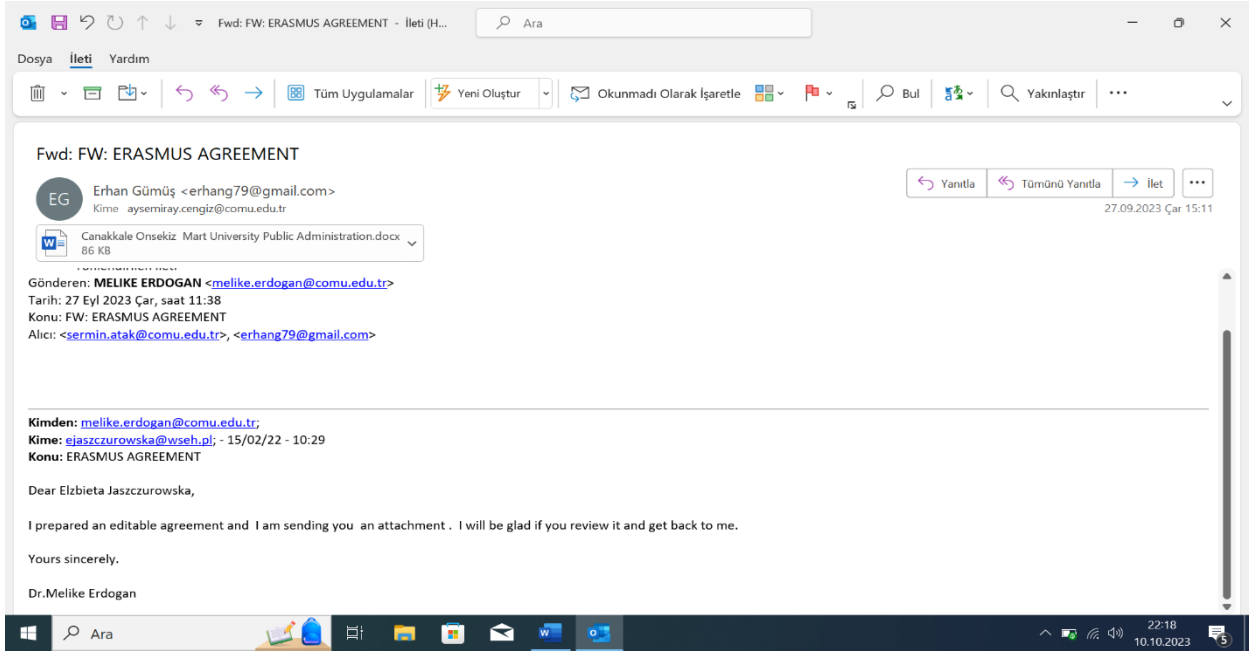 Fwd: FW: ERASMUS AGREEMENT - İleti (H...
Ara
Dosya İleti Yardım
Tüm Uygulamalar
Yeni Oluştur
Okunmadı Olarak İşaretle
Bul
Yakınlaştır
Fwd: FW: ERASMUS AGREEMENT
EG
Erhan Gümüş <erhang79@gmail.com>
Kime aysemiray.cengiz@comu.edu.tr
Yanıtla
Tümünü Yanıtla
İlet
27.09.2023 Çar 15:11
Canakkale Onsekiz Mart University Public Administration.docx
86 KB
Gönderen: MELIKE ERDOGAN <melike.erdogan@comu.edu.tr>
Tarih: 27 Eyl 2023 Çar, saat 11:38
Konu: FW: ERASMUS AGREEMENT
Alıcı: <sermin.atak@comu.edu.tr>, <erhang79@gmail.com>
Kimden: melike.erdogan@comu.edu.tr;
Kime: ejaszczurowska@wseh.pl; - 15/02/22 - 10:29
Konu: ERASMUS AGREEMENT
Dear Elzbieta Jaszczurowska,
I prepared an editable agreement and I am sending you an attachment . I will be glad if you review it and get back to me.
Yours sincerely.
Dr.Melike Erdogan
Ara
22:18
10.10.2023
5